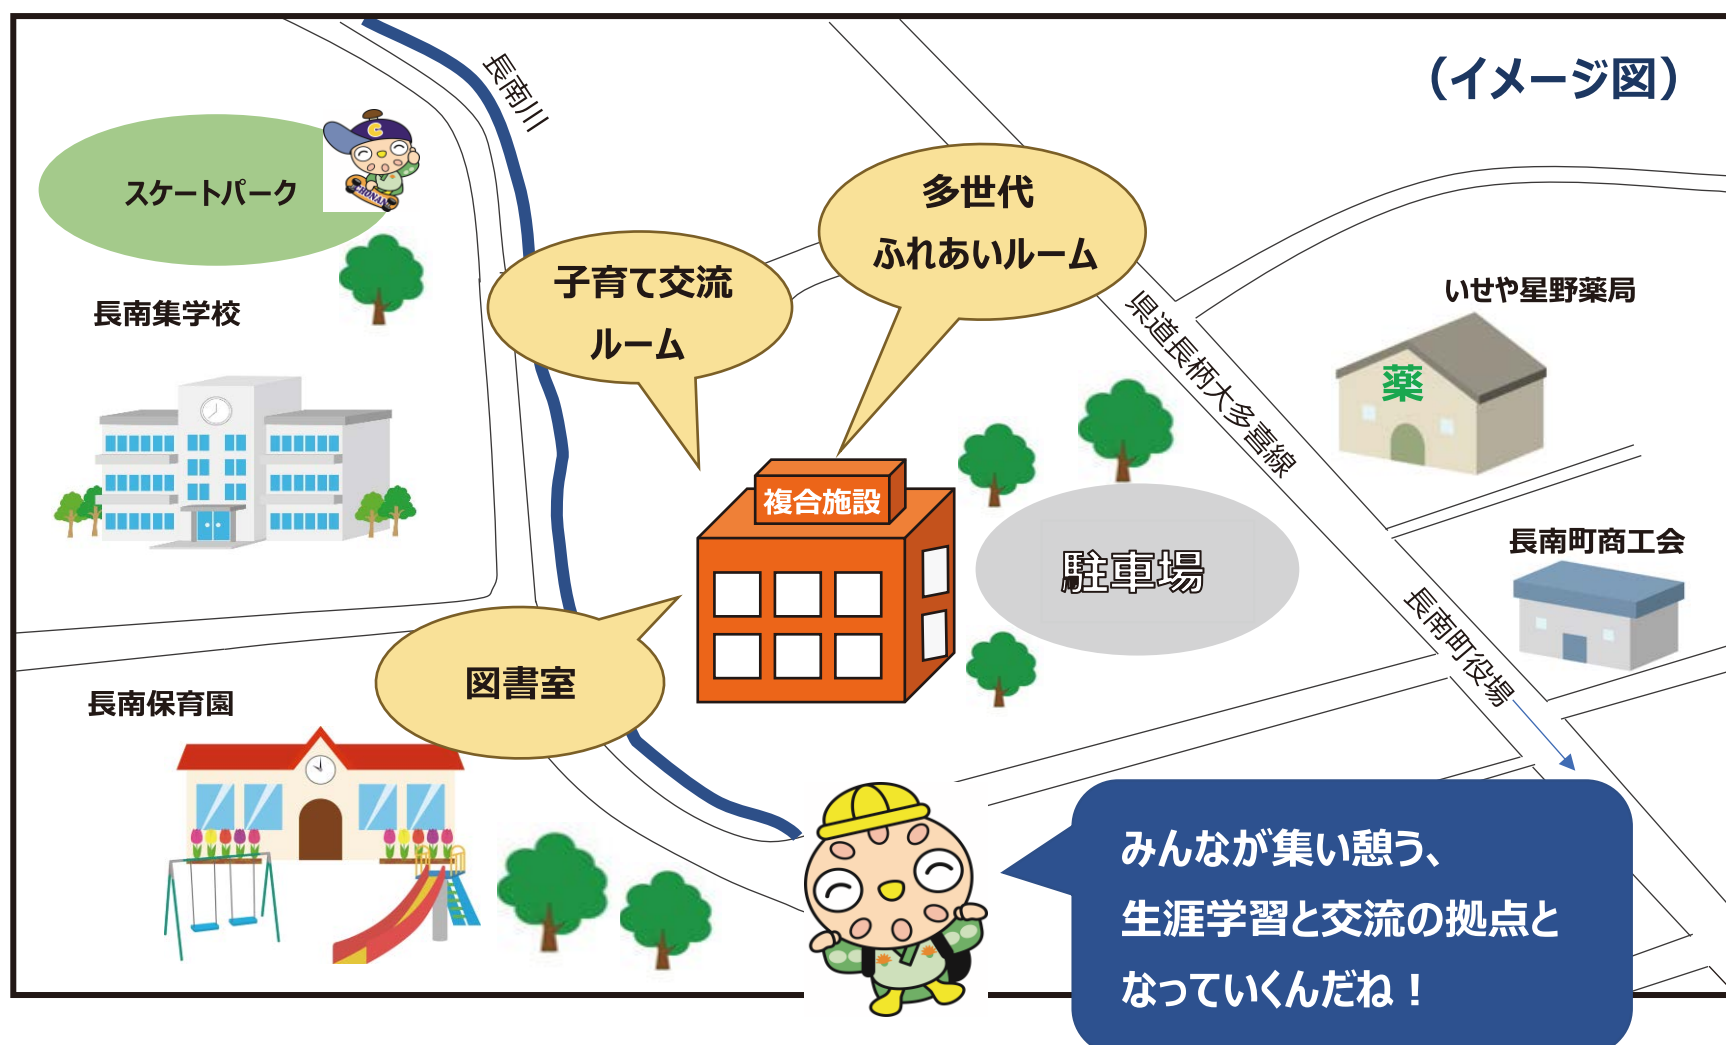 （イメージ図）
長南川
スケートパーク
C
CHONAN
多世代
ふれあいルーム
子育て交流
ルーム
長南集学校
いせや星野薬局
薬
県道長柄大多喜線
複合施設
駐車場
長南町商工会
長南町役場
図書室
長南保育園
みんなが集い憩う、
生涯学習と交流の拠点と
なっていくんだね！